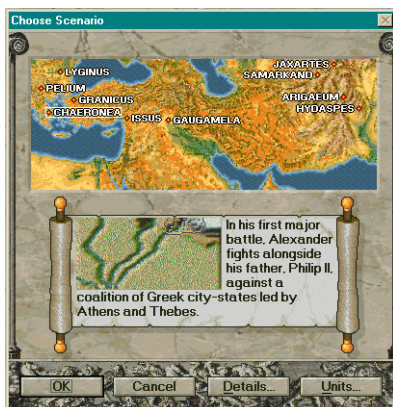 Choose Scenario
JAXARTES
LYGINUS
SAMARKAND
PELIUM
ARIGAEUM
GRANICUS
HYDASPES
CHAERONEA
ISSUS
GAUGAMELA
In his first major
battle, Alexander
fights alongside
his father, Philip II,
against a
coalition of Greek city-states led by
Athens and Thebes.
OK
Cancel
Details...
Units...